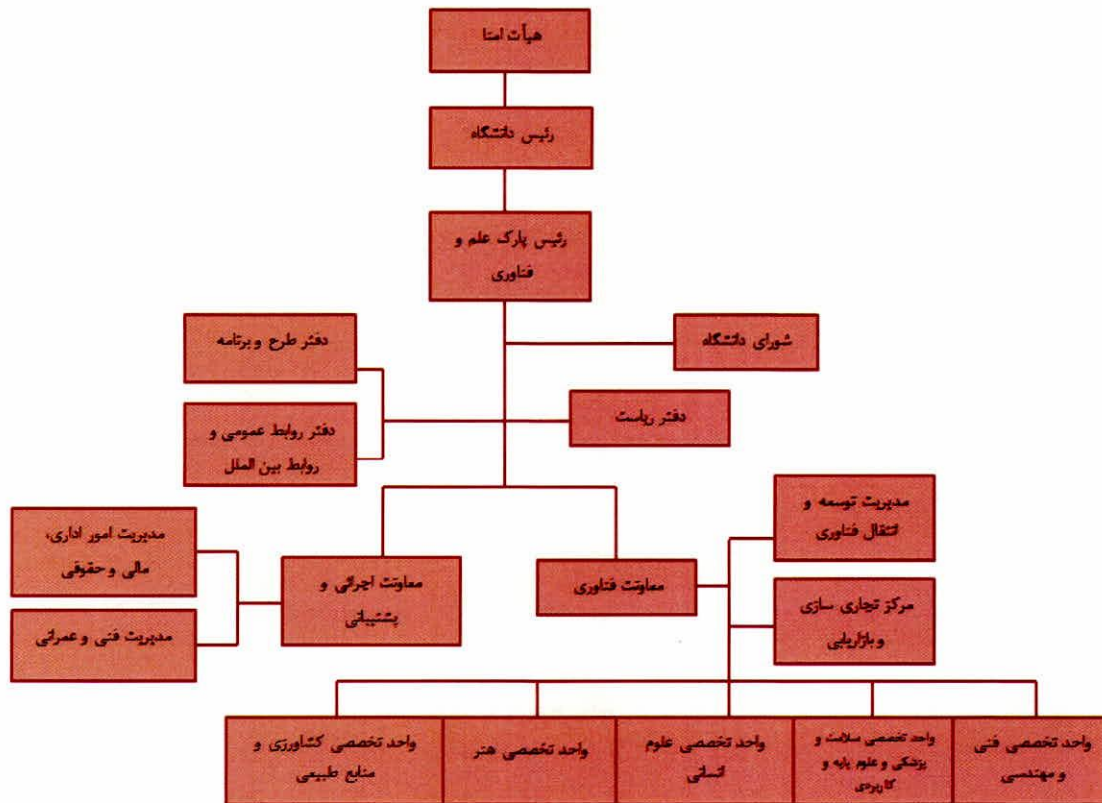 هیأت امنا
رئیس دانشگاه
رئیس پارک علم و
فناوری
شورای دانشگاه
دفتر طرح و برنامه
دفتر ریاست
دفتر روابط عمومی و
روابط بین الملل
مدیریت توسعه و
انتقال فناوری
مدیریت امور اداری،
مالی و حقوقی
معاونت فناوری
معاونت اجرائی و
پشتیبانی
مرکز تجاری سازی
و بازاریابی
مدیریت فنی و عمرانی
واحد تخصصی فنی
و مهندسی
واحد تخصصی سلامت و
پزشکی و علوم پایه و
کاربردی
واحد تخصصی علوم
انسانی
واحد تخصصی هنر
واحد تخصصی کشاورزی و
منابع طبیعی